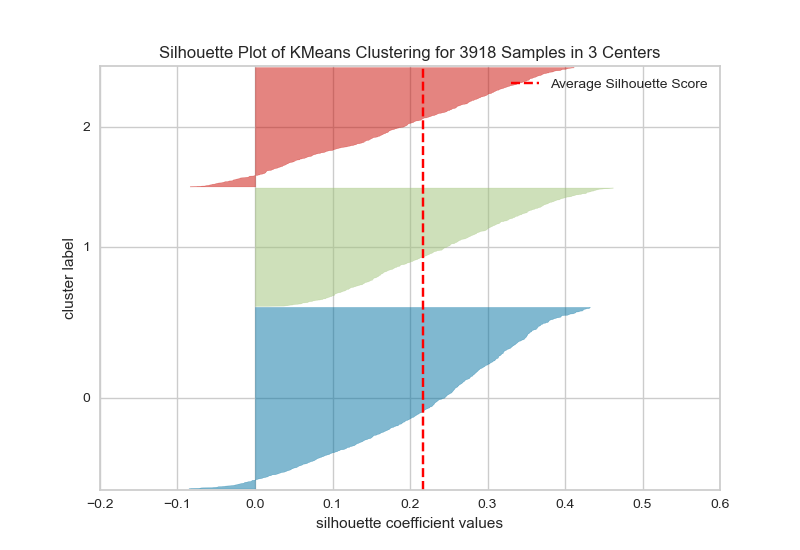 Silhouette Plot of KMeans Clustering for 3918 Samples in 3 Centers
Average Silhouette Score
2
1
0
cluster label
−0.2 −0.1 0.0 0.1 0.2 0.3 0.4 0.5 0.6
silhouette coefficient values